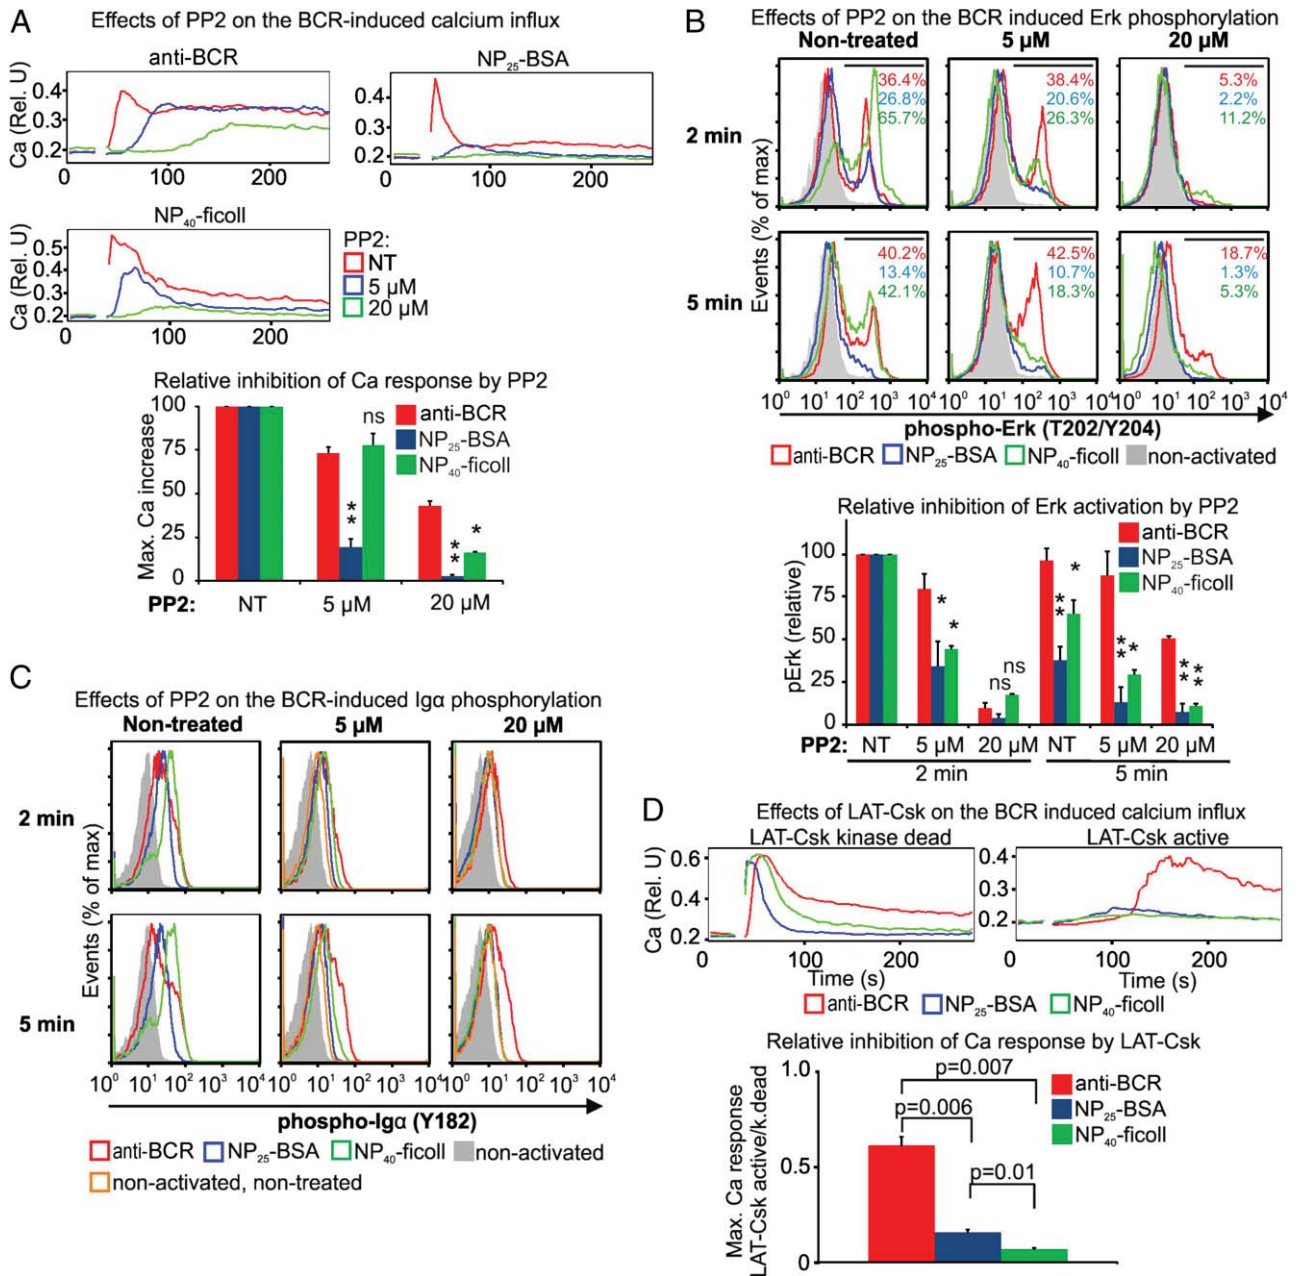 A
Effects of PP2 on the BCR-induced calcium influx
anti-BCR
Ca (Rel. U)
0.4
0.3
0.2
0
100
200
NP25-BSA
0.4
0.3
0.2
0
100
200
NP40-ficoll
Ca (Rel. U)
0.5
0.4
0.3
0.2
0
100
200
PP2:
NT
5 µM
20 µM
Relative inhibition of Ca response by PP2
Max. Ca increase
100
75
50
25
0
ns
**
**
*
anti-BCR
NP25-BSA
NP40-ficoll
PP2: NT 5 µM 20 µM
B
Effects of PP2 on the BCR induced Erk phosphorylation
Non-treated 5 µM 20 µM
2 min
36.4%
26.8%
65.7%
38.4%
20.6%
26.3%
5.3%
2.2%
11.2%
Events (% of max)
5 min
40.2%
13.4%
42.1%
42.5%
10.7%
18.3%
18.7%
1.3%
5.3%
10^0 10^1 10^2 10^3 10^4 10^0 10^1 10^2 10^3 10^4 10^0 10^1 10^2 10^3 10^4
phospho-Erk (T202/Y204)
anti-BCR NP25-BSA NP40-ficoll non-activated
Relative inhibition of Erk activation by PP2
pErk (relative)
100
75
50
25
0
anti-BCR
NP25-BSA
NP40-ficoll
*
*
ns
ns
**
*
**
*
**
**
PP2: NT 5 µM 20 µM NT 5 µM 20 µM
2 min 5 min
C
Effects of PP2 on the BCR-induced Igα phosphorylation
Non-treated 5 µM 20 µM
2 min
Events (% of max)
5 min
10^0 10^1 10^2 10^3 10^4 10^0 10^1 10^2 10^3 10^4 10^0 10^1 10^2 10^3 10^4
phospho-Igα (Y182)
anti-BCR NP25-BSA NP40-ficoll non-activated
non-activated, non-treated
D
Effects of LAT-Csk on the BCR induced calcium influx
LAT-Csk kinase dead
Ca (Rel. U)
0.6
0.4
0.2
0
100
200
Time (s)
LAT-Csk active
0.4
0.3
0.2
0
100
200
Time (s)
anti-BCR NP25-BSA NP40-ficoll
Relative inhibition of Ca response by LAT-Csk
Max. Ca response
LAT-Csk active/k.dead
1.0
0.5
0
p=0.007
p=0.006
p=0.01
anti-BCR
NP25-BSA
NP40-ficoll